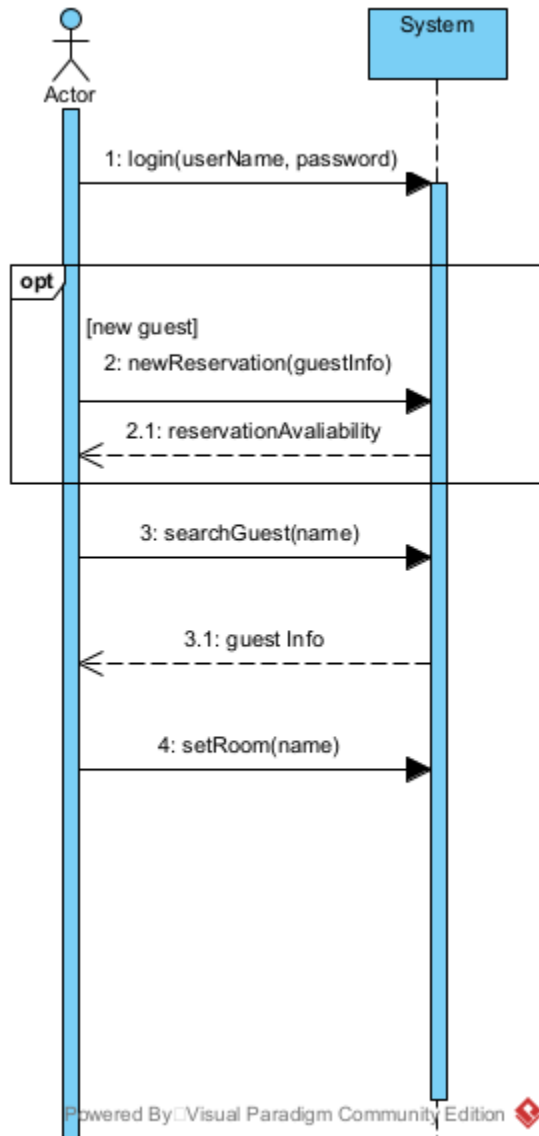 System
Actor
1: login(userName, password)
opt
[new guest]
2: newReservation(guestInfo)
2.1: reservationAvaliability
3: searchGuest(name)
3.1: guest Info
4: setRoom(name)
Powered By□Visual Paradigm Community Edition